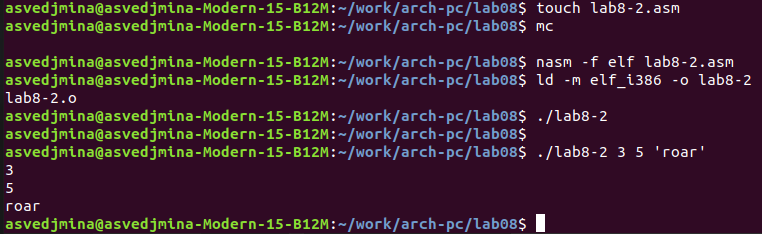 asvedjmina@asvedjmina-Modern-15-B12M:~/work/arch-pc/lab08$ touch lab8-2.asm
asvedjmina@asvedjmina-Modern-15-B12M:~/work/arch-pc/lab08$ mc
asvedjmina@asvedjmina-Modern-15-B12M:~/work/arch-pc/lab08$ nasm -f elf lab8-2.asm
asvedjmina@asvedjmina-Modern-15-B12M:~/work/arch-pc/lab08$ ld -m elf_i386 -o lab8-2
lab8-2.o
asvedjmina@asvedjmina-Modern-15-B12M:~/work/arch-pc/lab08$ ./lab8-2
asvedjmina@asvedjmina-Modern-15-B12M:~/work/arch-pc/lab08$
asvedjmina@asvedjmina-Modern-15-B12M:~/work/arch-pc/lab08$ ./lab8-2 3 5 'roar'
3
5
roar
asvedjmina@asvedjmina-Modern-15-B12M:~/work/arch-pc/lab08$